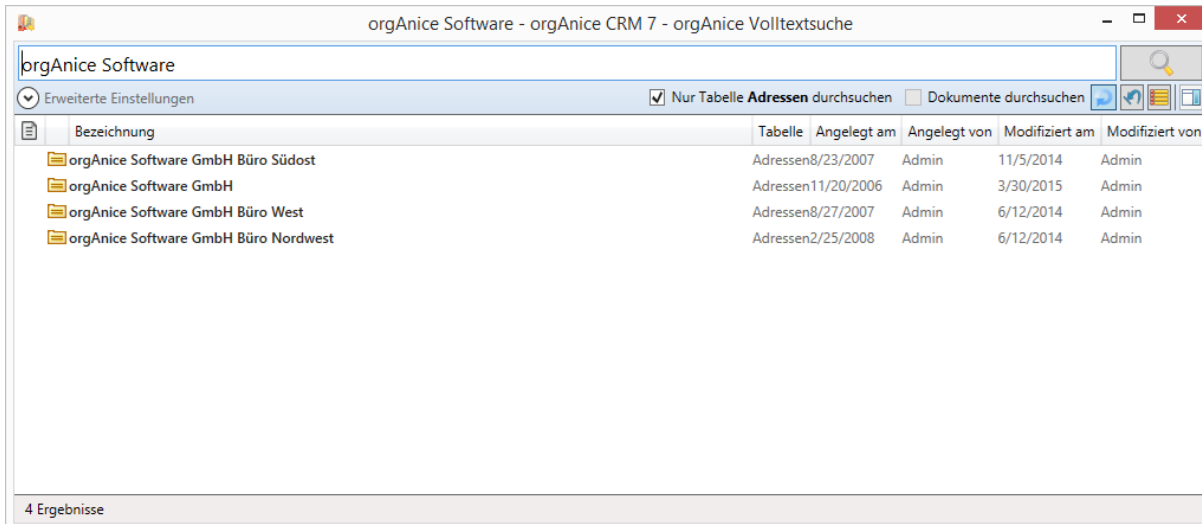 orgAnice Software - orgAnice CRM 7 - orgAnice Volltextsuche
orgAnice Software
Erweiterte Einstellungen Nur Tabelle Adressen durchsuchen Dokumente durchsuchen
Bezeichnung Tabelle Angelegt am Angelegt von Modifiziert am Modifiziert von
orgAnice Software GmbH Büro Südost Adressen 8/23/2007 Admin 11/5/2014 Admin
orgAnice Software GmbH Adressen 11/20/2006 Admin 3/30/2015 Admin
orgAnice Software GmbH Büro West Adressen 8/27/2007 Admin 6/12/2014 Admin
orgAnice Software GmbH Büro Nordwest Adressen 2/25/2008 Admin 6/12/2014 Admin
4 Ergebnisse